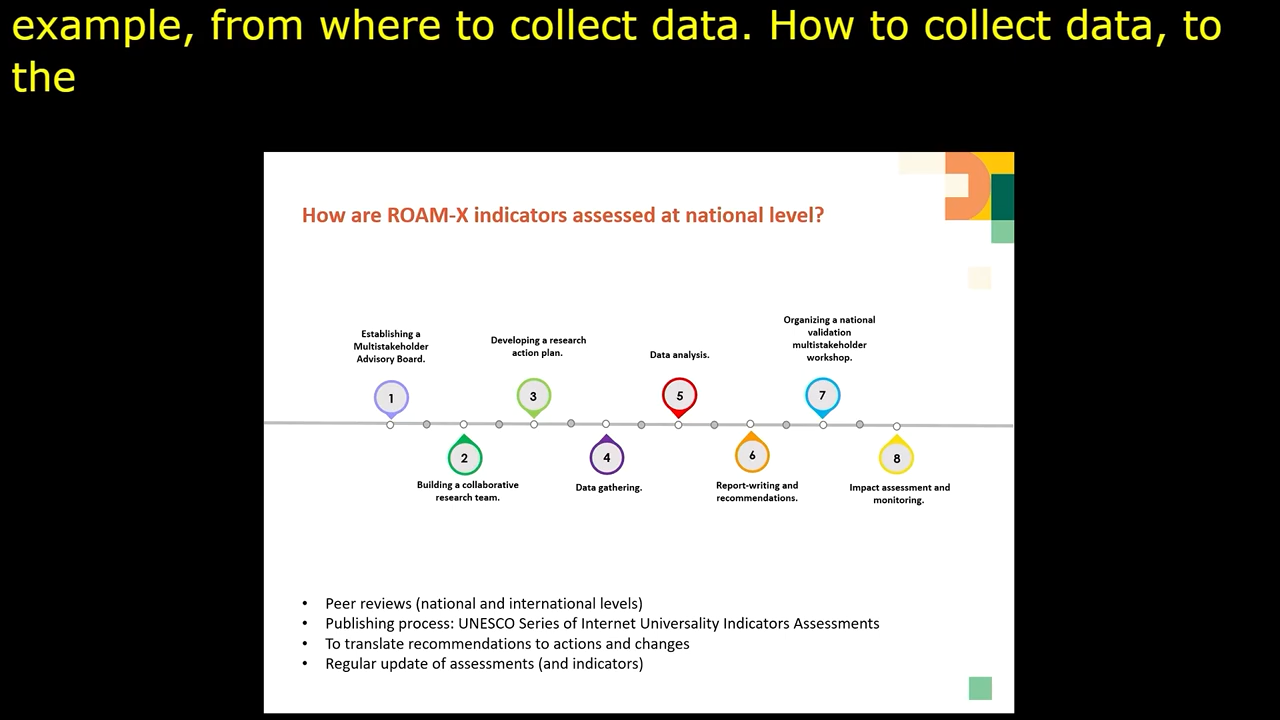 example, from where to collect data. How to collect data, to
the
How are ROAM-X indicators assessed at national level?
Establishing a
Multistakeholder
Advisory Board.
1
Building a collaborative
research team.
2
Developing a research
action plan.
3
Data gathering.
4
Data analysis.
5
Report-writing and
recommendations.
6
Organizing a national
validation
multistakeholder
workshop.
7
Impact assessment and
monitoring.
8
• Peer reviews (national and international levels)
• Publishing process: UNESCO Series of Internet Universality Indicators Assessments
• To translate recommendations to actions and changes
• Regular update of assessments (and indicators)